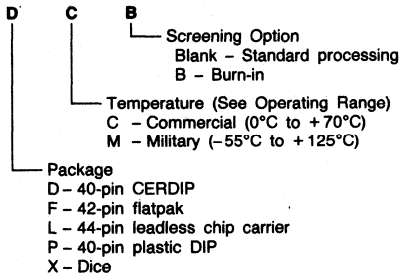 D C B
Screening Option
Blank – Standard processing
B – Burn-in
Temperature (See Operating Range)
C – Commercial (0°C to +70°C)
M – Military (–55°C to +125°C)
Package
D – 40-pin CERDIP
F – 42-pin flatpak
L – 44-pin leadless chip carrier
P – 40-pin plastic DIP
X – Dice